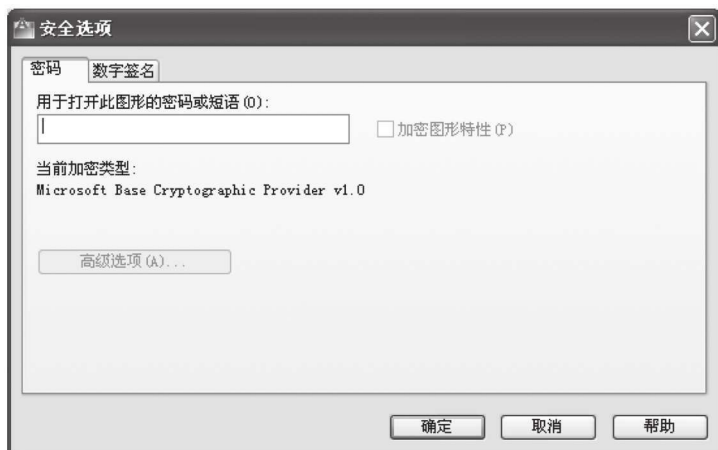 安全选项
密码
数字签名
用于打开此图形的密码或短语(O):
加密图形特性(P)
当前加密类型:
Microsoft Base Cryptographic Provider v1.0
高级选项(A)...
确定 取消 帮助